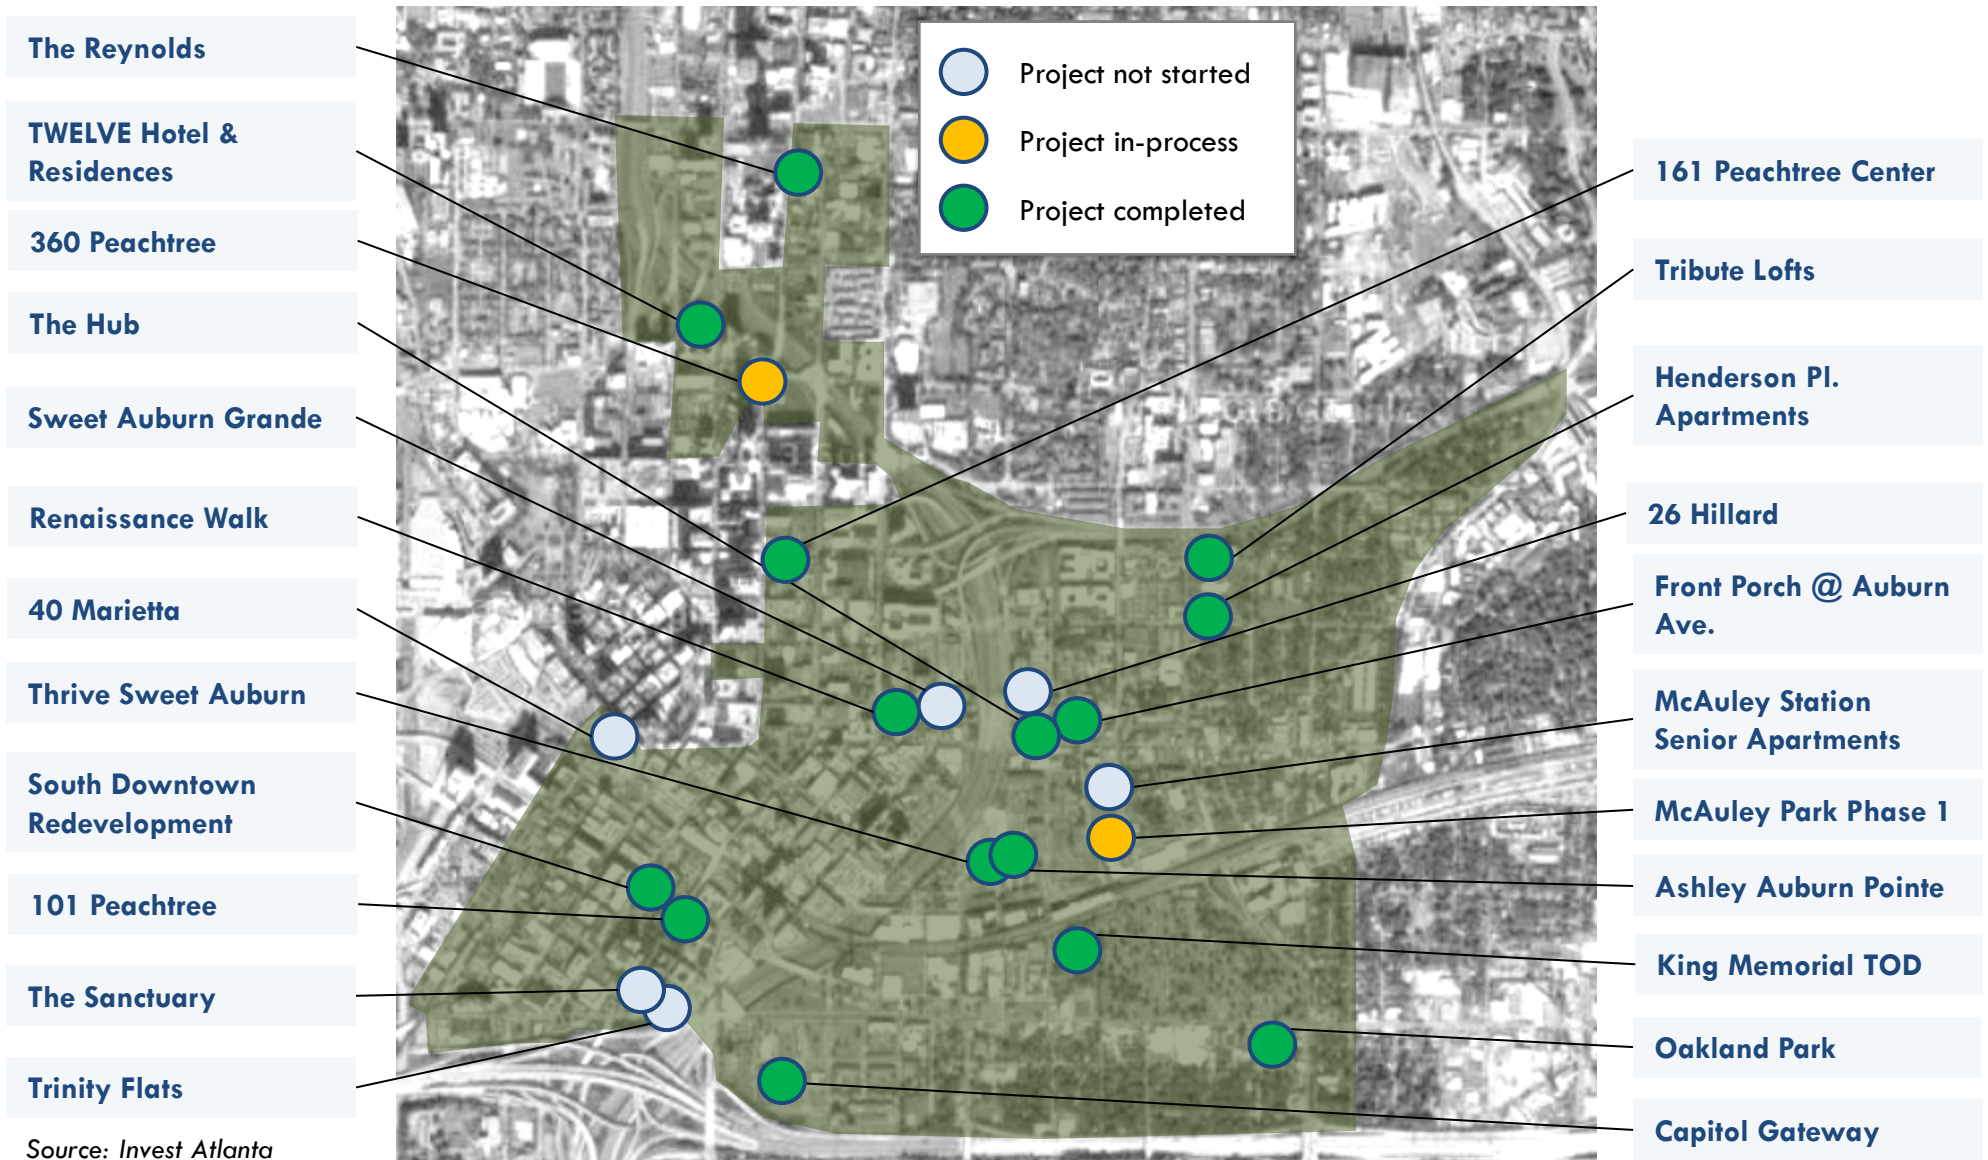 The Reynolds
TWELVE Hotel &
Residences
360 Peachtree
The Hub
Sweet Auburn Grande
Renaissance Walk
40 Marietta
Thrive Sweet Auburn
South Downtown
Redevelopment
101 Peachtree
The Sanctuary
Trinity Flats
Source: Invest Atlanta
Project not started
Project in-process
Project completed
161 Peachtree Center
Tribute Lofts
Henderson Pl.
Apartments
26 Hillard
Front Porch @ Auburn
Ave.
McAuley Station
Senior Apartments
McAuley Park Phase 1
Ashley Auburn Pointe
King Memorial TOD
Oakland Park
Capitol Gateway